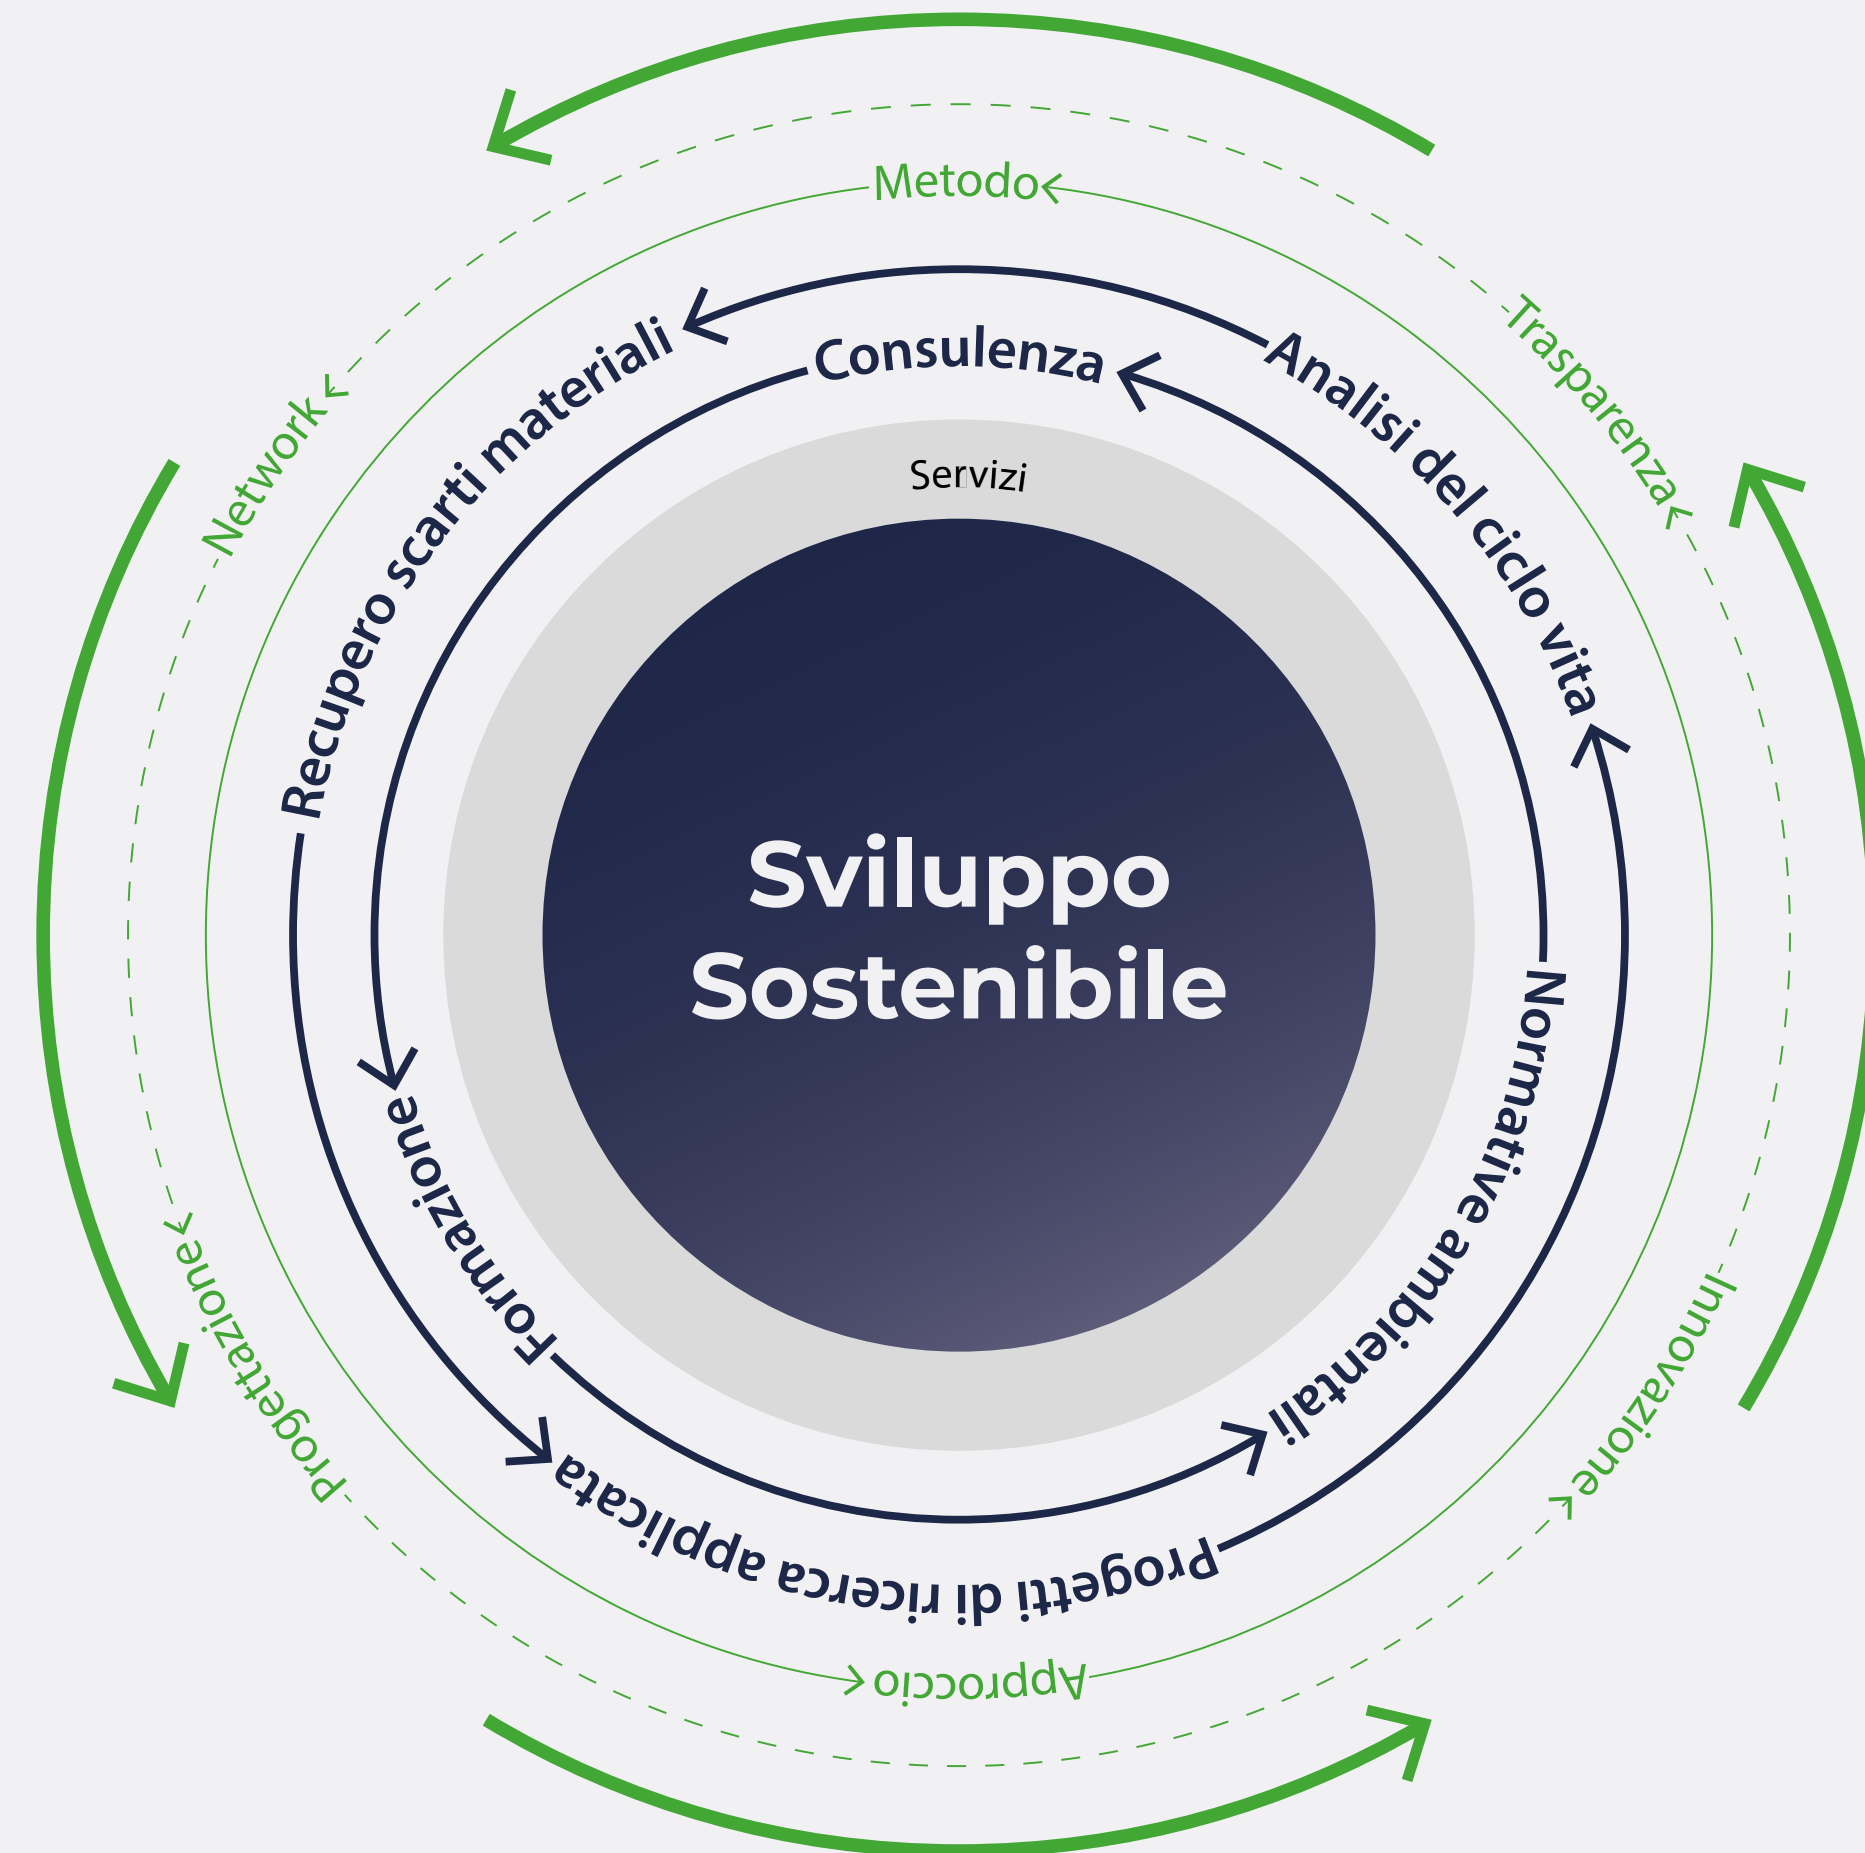 Sviluppo
Sostenibile
Servizi
Consulenza
Formazione
Normative ambientali
Analisi del ciclo vita
Recupero scarti materiali
Progetti di ricerca applicata
Metodo
Approccio
Trasparenza
Network
Progettazione
Innovazione